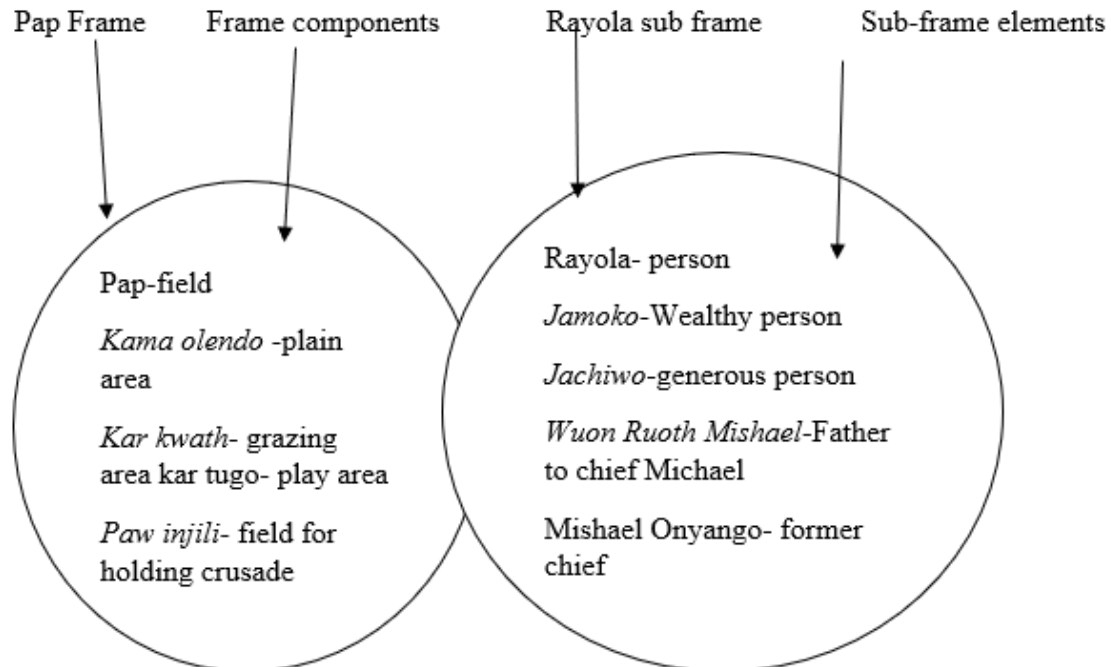 Pap Frame Frame components Rayola sub frame Sub-frame elements
Pap-field
Kama olendo -plain
area
Kar kwath- grazing
area kar tugo- play area
Paw injili- field for
holding crusade
Rayola- person
Jamoko-Wealthy person
Jachiwo-generous person
Wuon Ruoth Mishael-Father
to chief Michael
Mishael Onyango- former
chief